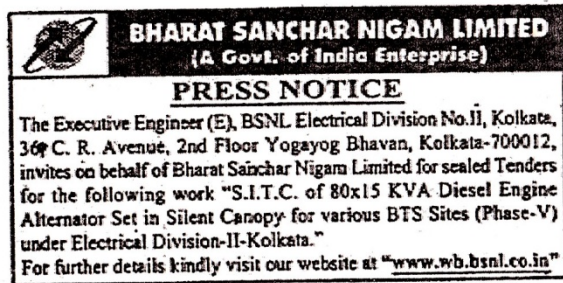 BHARAT SANCHAR NIGAM LIMITED
(A Govt. of India Enterprise)
PRESS NOTICE
The Executive Engineer (E), BSNL Electrical Division No.II, Kolkata,
C. R. Avenue, 2nd Floor Yogayog Bhavan, Kolkata-700012,
invites on behalf of Bharat Sanchar Nigam Limited for sealed Tenders
for the following work "S.I.T.C. of 80x15 KVA Diesel Engine
Alternator Set in Silent Canopy for various BTS Sites (Phase-V)
under Electrical Division-II-Kolkata."
For further details kindly visit our website at "www.wb.bsnl.co.in"